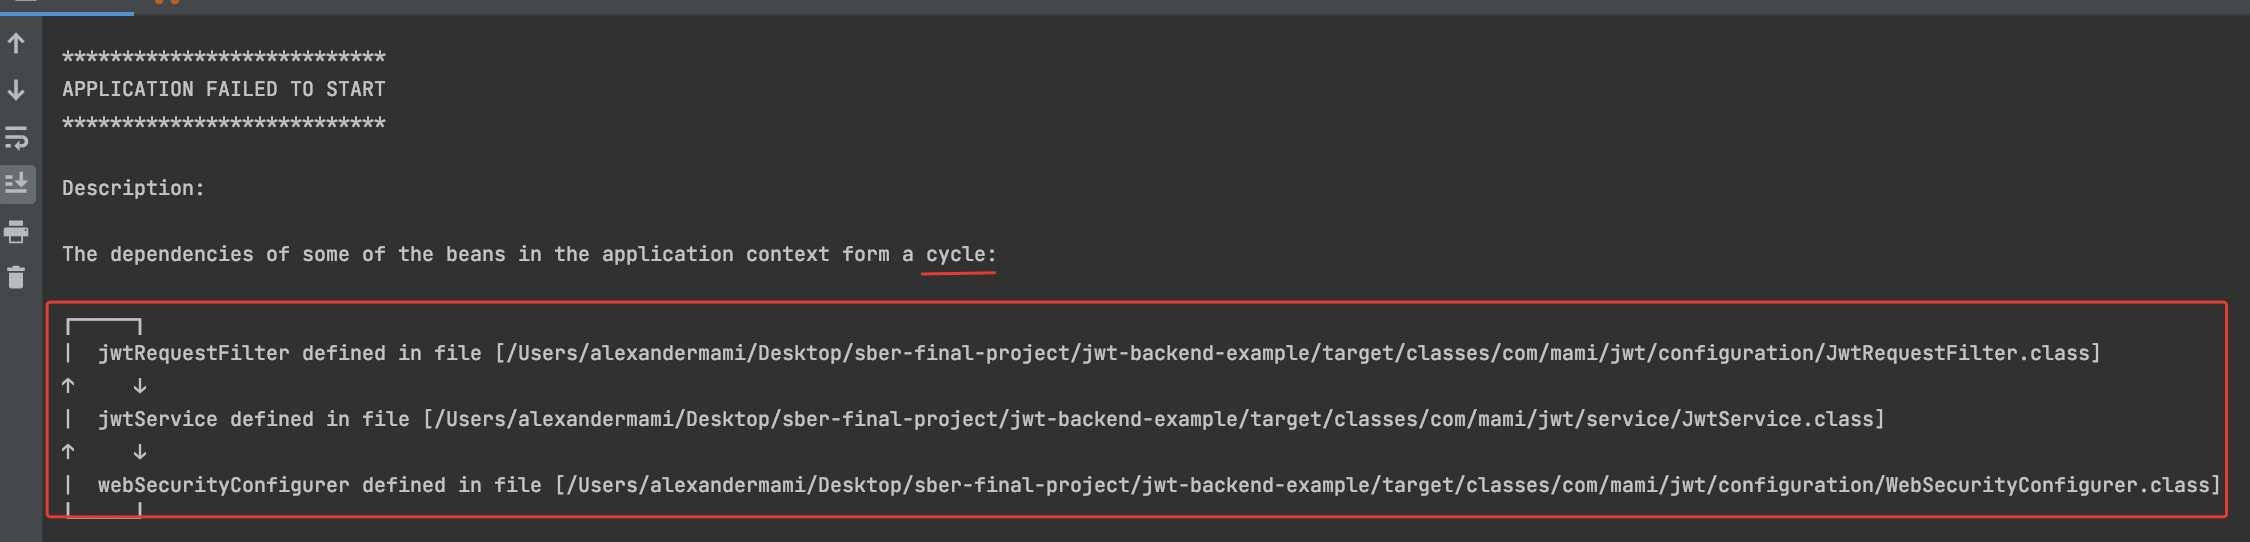 ***************************
APPLICATION FAILED TO START
***************************
Description:
The dependencies of some of the beans in the application context form a cycle:
┌─────┐
|  jwtRequestFilter defined in file [/Users/alexandermami/Desktop/sber-final-project/jwt-backend-example/target/classes/com/mami/jwt/configuration/JwtRequestFilter.class]
↑     ↓
|  jwtService defined in file [/Users/alexandermami/Desktop/sber-final-project/jwt-backend-example/target/classes/com/mami/jwt/service/JwtService.class]
↑     ↓
|  webSecurityConfigurer defined in file [/Users/alexandermami/Desktop/sber-final-project/jwt-backend-example/target/classes/com/mami/jwt/configuration/WebSecurityConfigurer.class]
└─────┘